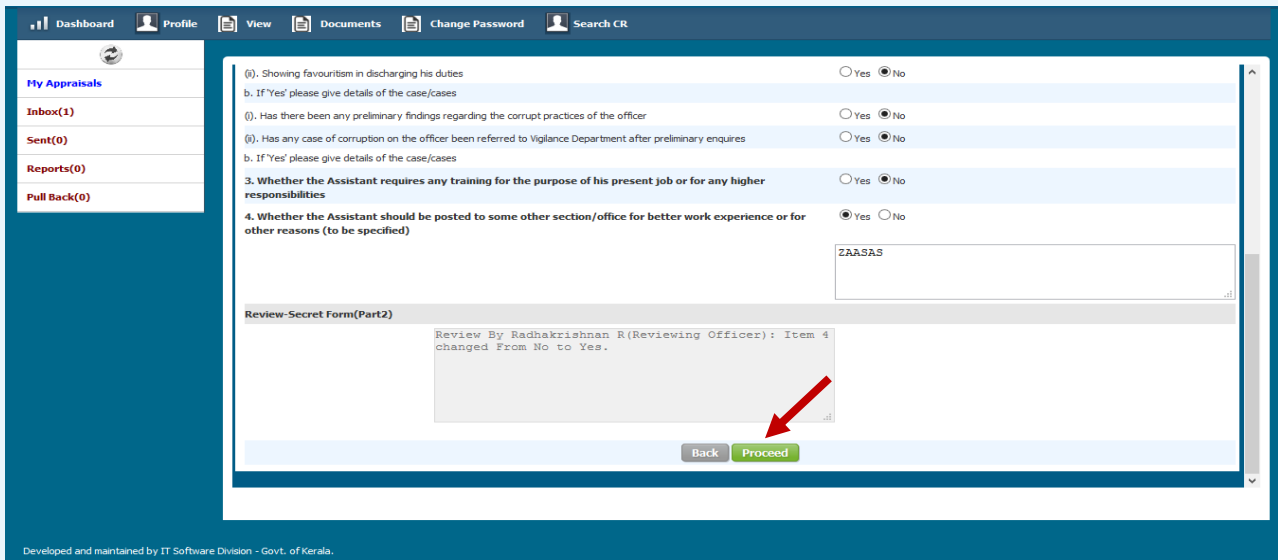 Dashboard Profile View Documents Change Password Search CR
My Appraisals
Inbox(1)
Sent(0)
Reports(0)
Pull Back(0)
(ii). Showing favouritism in discharging his duties Yes No
b. If 'Yes' please give details of the case/cases
(i). Has there been any preliminary findings regarding the corrupt practices of the officer Yes No
(ii). Has any case of corruption on the officer been referred to Vigilance Department after preliminary enquires Yes No
b. If 'Yes' please give details of the case/cases
3. Whether the Assistant requires any training for the purpose of his present job or for any higher Yes No
responsibilities
4. Whether the Assistant should be posted to some other section/office for better work experience or for Yes No
other reasons (to be specified)
ZAASAS
Review-Secret Form(Part2)
Review By Radhakrishnan R(Reviewing Officer): Item 4
changed From No to Yes.
Back Proceed
Developed and maintained by IT Software Division - Govt. of Kerala.